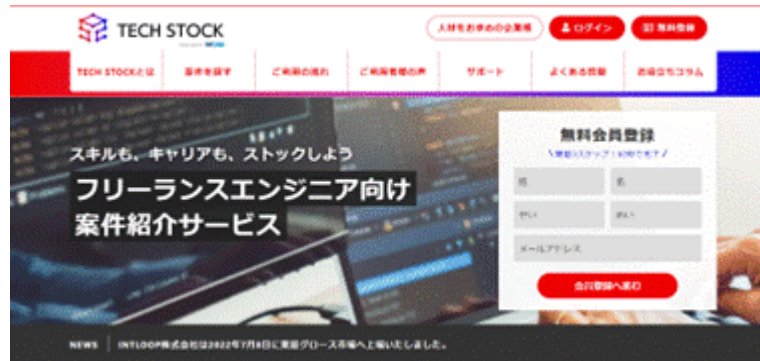 TECH STOCK
人材をお求めの企業様
ログイン
無料登録
TECH STOCKとは
案件を探す
ご利用の流れ
ご利用者様の声
サポート
よくある質問
お役立ちコラム
スキルも、キャリアも、ストックしよう
フリーランスエンジニア向け
案件紹介サービス
無料会員登録
姓
名
せい
めい
メールアドレス
会員登録へ進む
NEWS
INTLOOP株式会社は2022年7月8日に東証グロース市場へ上場いたしました。